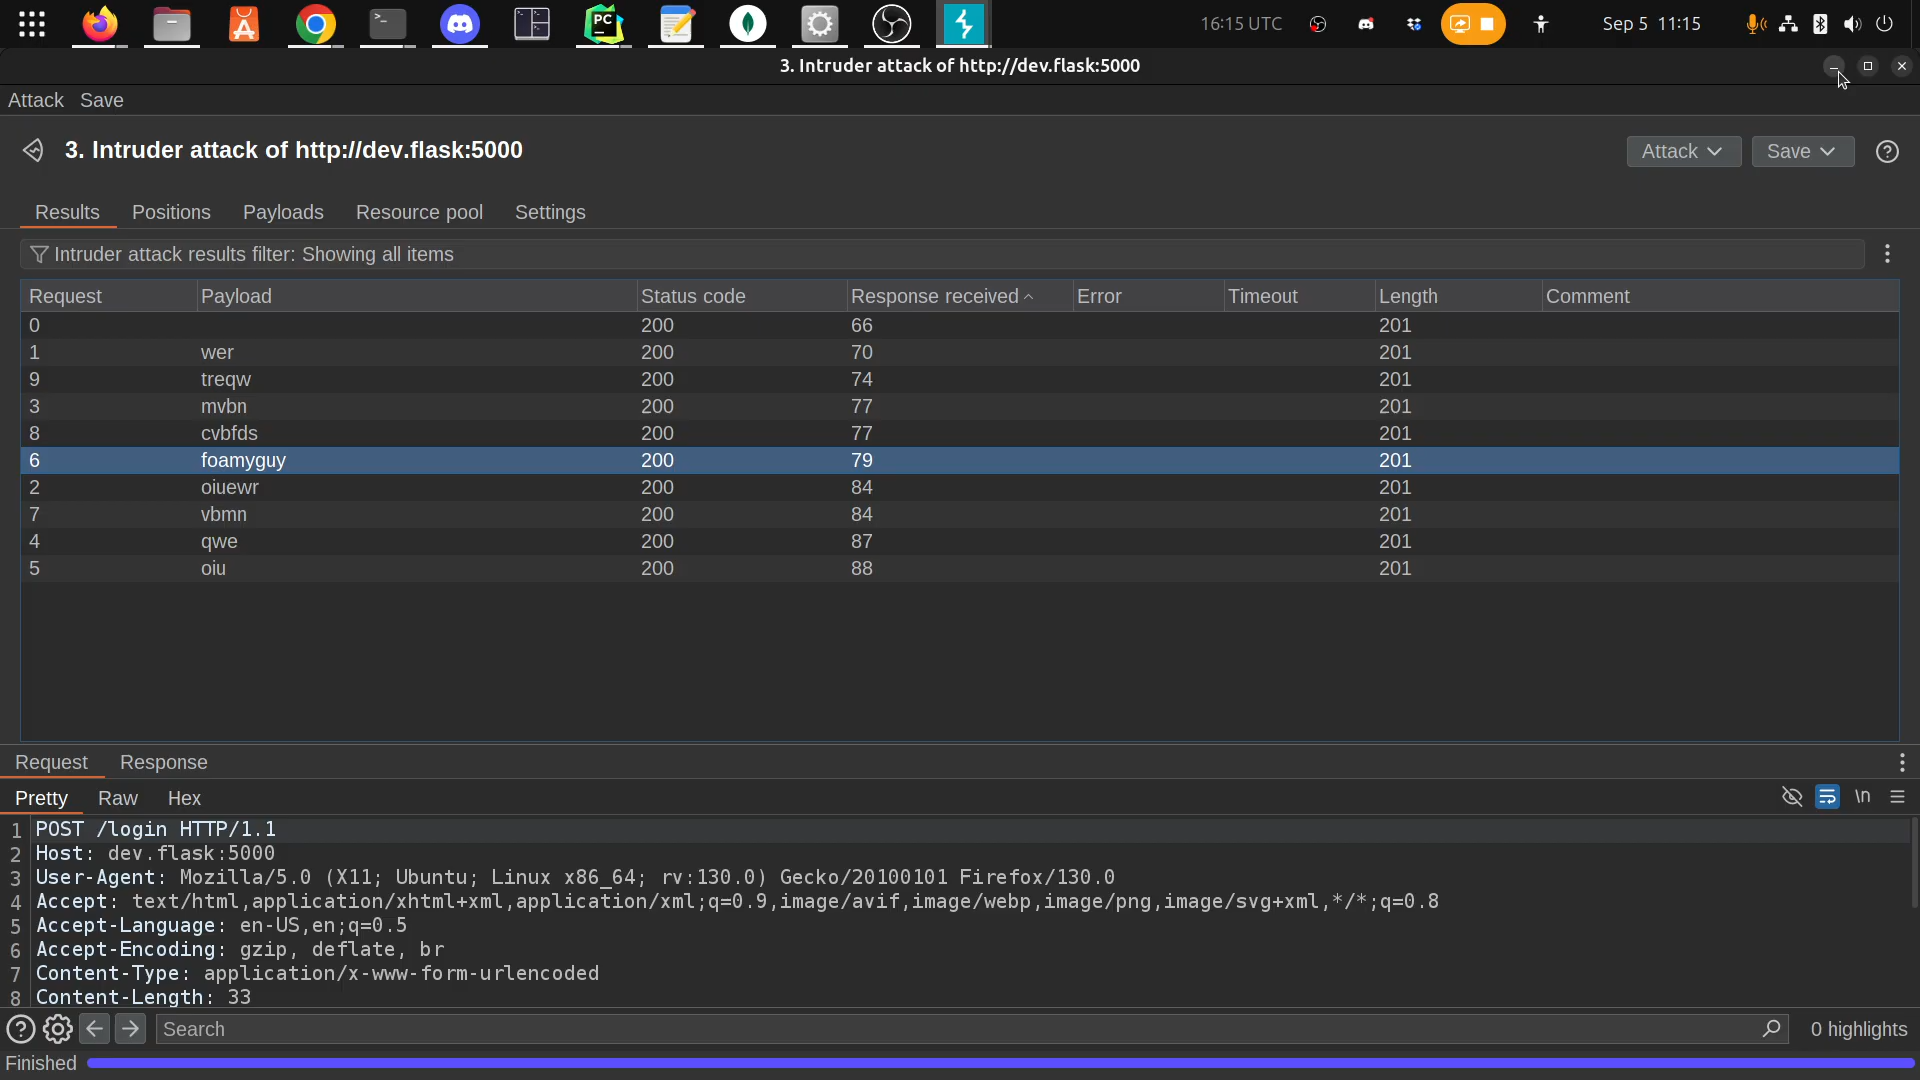 16:15 UTC
Sep 5 11:15
PC
3. Intruder attack of http://dev.flask:5000
Attack Save
3. Intruder attack of http://dev.flask:5000
Attack Save
Results Positions Payloads Resource pool Settings
Intruder attack results filter: Showing all items
Request Payload Status code Response received Error Timeout Length Comment
0 200 66 201
1 wer 200 70 201
9 treqw 200 74 201
3 mvbn 200 77 201
8 cvbfds 200 77 201
6 foamyguy 200 79 201
2 oiuewr 200 84 201
7 vbmn 200 84 201
4 qwe 200 87 201
5 oiu 200 88 201
Request Response
Pretty Raw Hex
\n
1 POST /login HTTP/1.1
2 Host: dev.flask:5000
3 User-Agent: Mozilla/5.0 (X11; Ubuntu; Linux x86_64; rv:130.0) Gecko/20100101 Firefox/130.0
4 Accept: text/html,application/xhtml+xml,application/xml;q=0.9,image/avif,image/webp,image/png,image/svg+xml,*/*;q=0.8
5 Accept-Language: en-US,en;q=0.5
6 Accept-Encoding: gzip, deflate, br
7 Content-Type: application/x-www-form-urlencoded
8 Content-Length: 33
Search
0 highlights
Finished